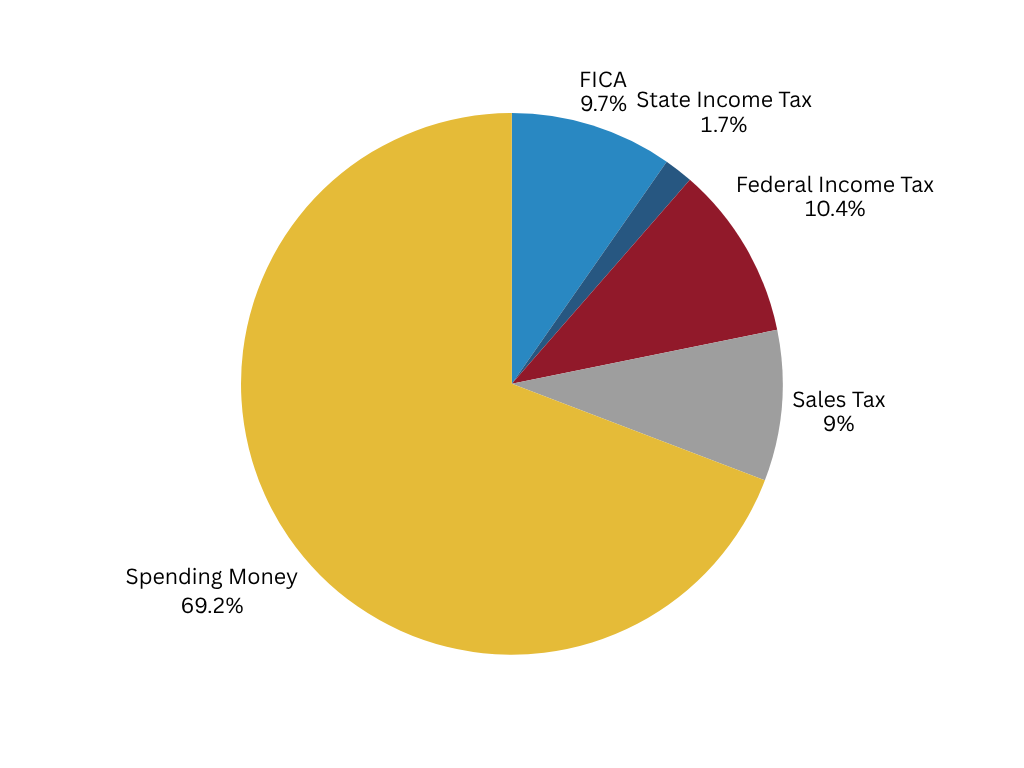 FICA
9.7%
State Income Tax
1.7%
Federal Income Tax
10.4%
Sales Tax
9%
Spending Money
69.2%